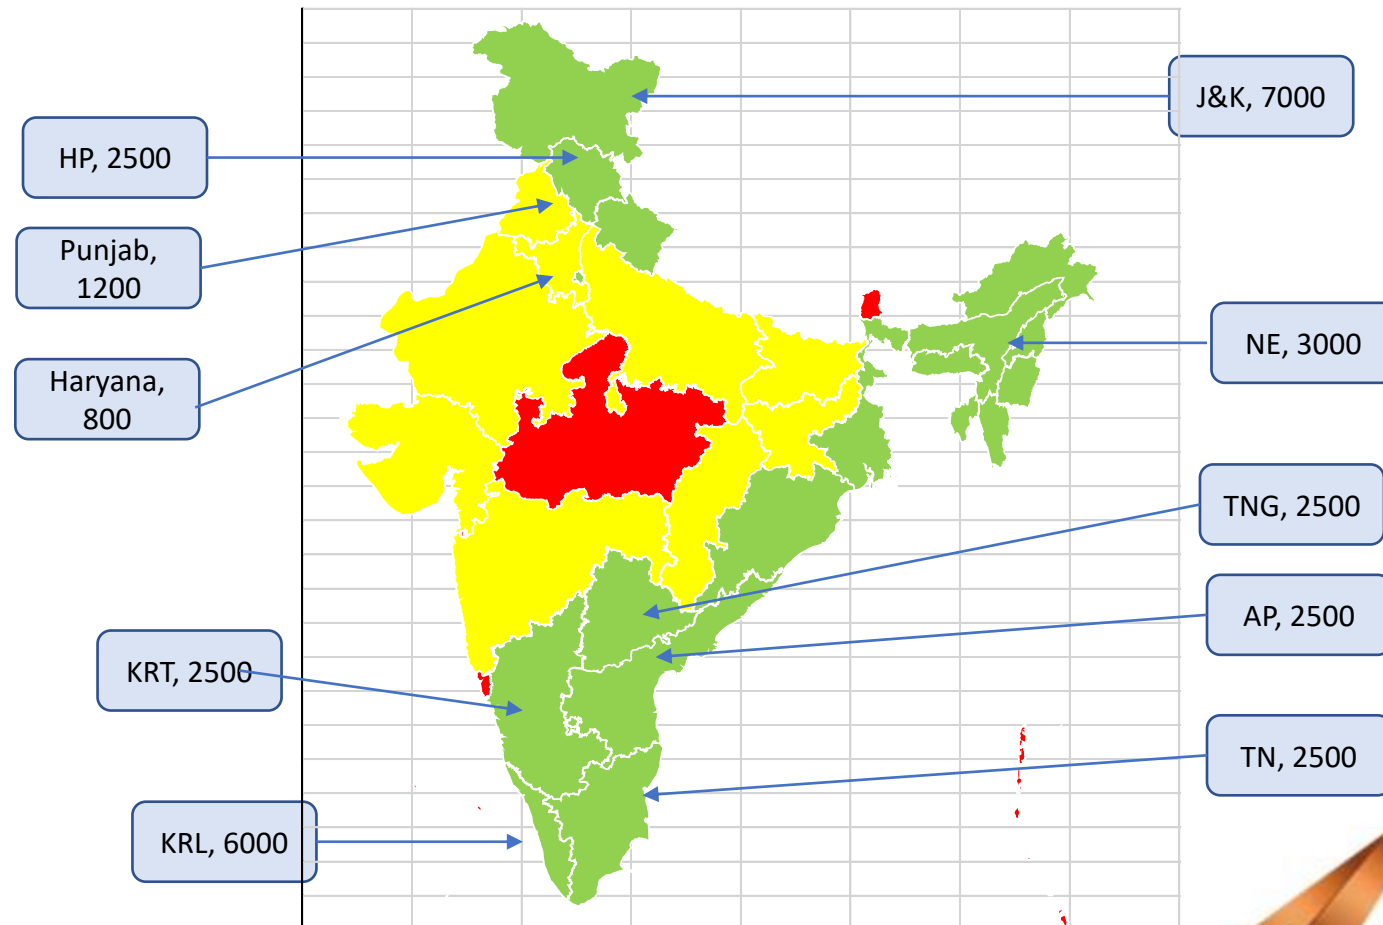 J&K, 7000
HP, 2500
Punjab,
1200
Haryana,
800
NE, 3000
TNG, 2500
AP, 2500
KRT, 2500
TN, 2500
KRL, 6000